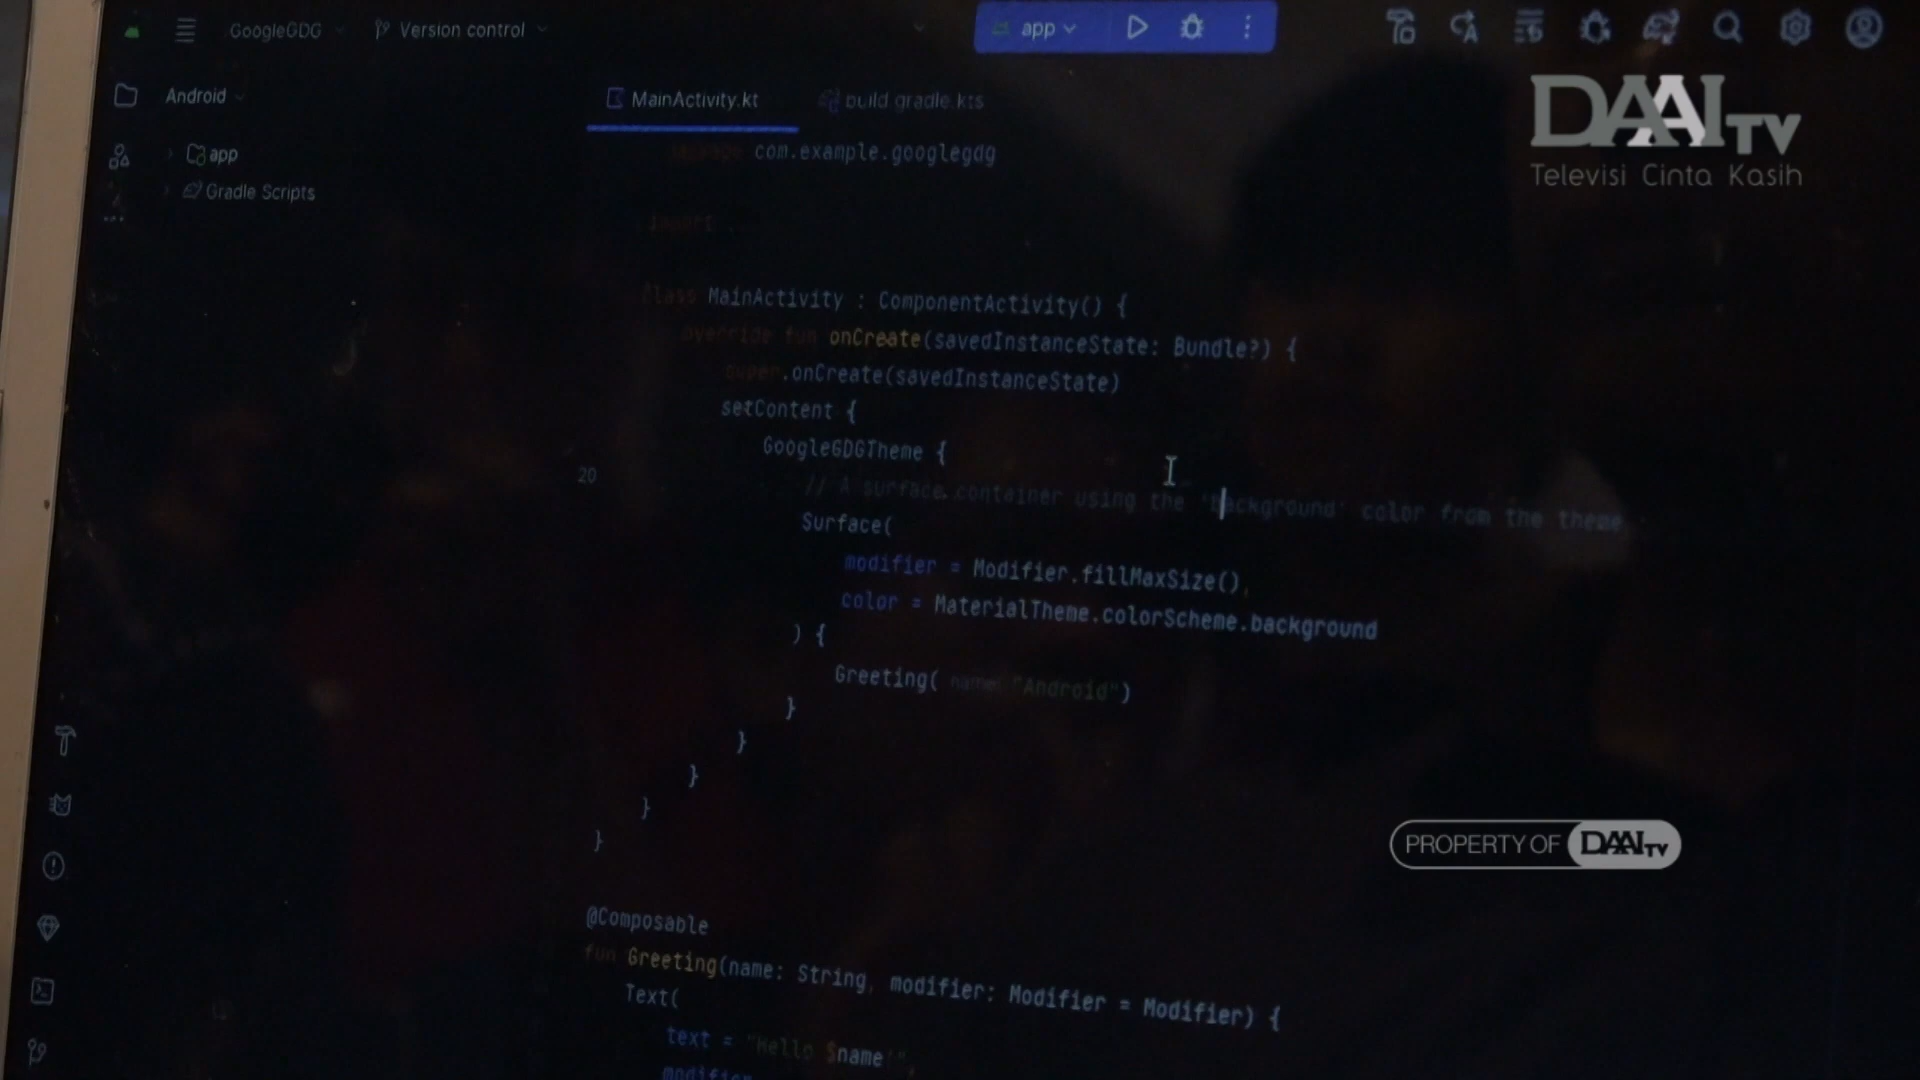 GoogleGDG
Version control
app
Android
MainActivity.kt
build.gradle.kts
app
Gradle Scripts
com.example.googlegdg
class MainActivity : ComponentActivity() {
override fun onCreate(savedInstanceState: Bundle?) {
super.onCreate(savedInstanceState)
setContent {
GoogleGDGTheme {
20
// A surface container using the 'background' color from the theme
Surface(
modifier = Modifier.fillMaxSize(),
color = MaterialTheme.colorScheme.background
) {
Greeting( name: "Android")
}
}
}
}
}
@Composable
fun Greeting(name: String, modifier: Modifier = Modifier) {
Text(
text = "Hello $name!",
DAAI TV
Televisi Cinta Kasih
PROPERTY OF DAAI TV